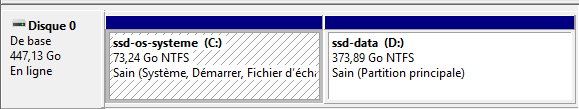 Disque 0
De base
447,13 Go
En ligne
ssd-os-systeme (C:)
73,24 Go NTFS
Sain (Système, Démarrer, Fichier d'écha
ssd-data (D:)
373,89 Go NTFS
Sain (Partition principale)